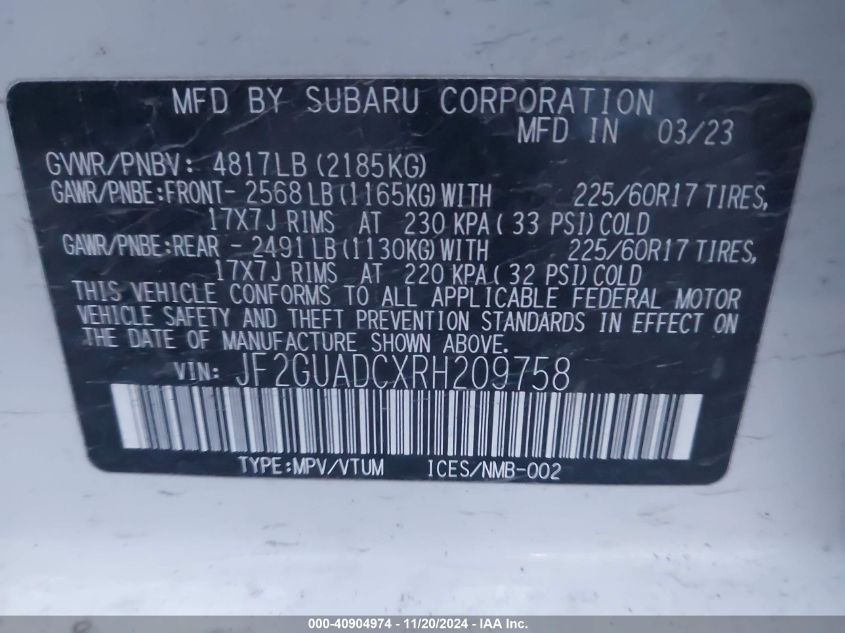 MFD BY SUBARU CORPORATION
MFD IN 03/23
GVWR/PNBV: 4817LB (2185KG)
GAWR/PNBE:FRONT- 2568LB (1165KG) WITH 225/60R17 TIRES,
17X7J RIMS AT 230 KPA ( 33 PSI) COLD
GAWR/PNBE:REAR - 2491LB (1130KG) WITH 225/60R17 TIRES,
17X7J RIMS AT 220 KPA ( 32 PSI) COLD
THIS VEHICLE CONFORMS TO ALL APPLICABLE FEDERAL MOTOR
VEHICLE SAFETY AND THEFT PREVENTION STANDARDS IN EFFECT ON
THE DATE OF MANUFACTURE SHOWN ABOVE.
VIN: JF2GUADCXRH209758
TYPE:MPV/VTUM ICES/NMB-002
000-40904974 - 11/20/2024 - IAA Inc.